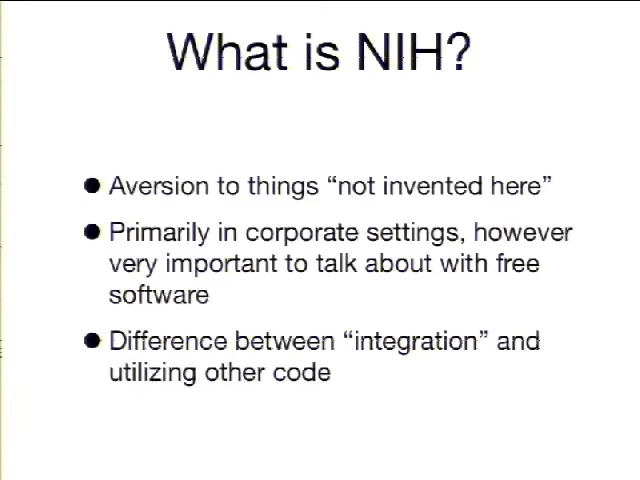 What is NIH?
● Aversion to things “not invented here”
● Primarily in corporate settings, however
very important to talk about with free
software
● Difference between “integration” and
utilizing other code